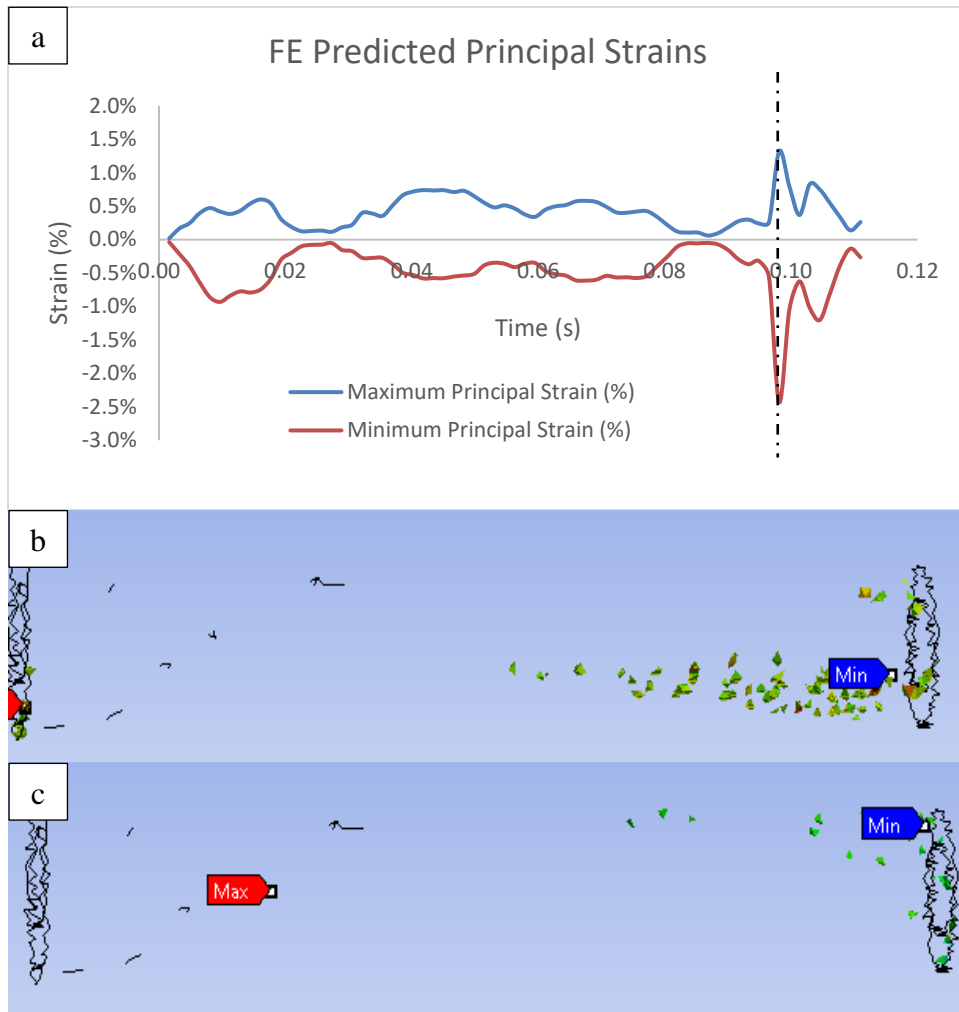 a
FE Predicted Principal Strains
2.0%
1.5%
1.0%
0.5%
0.0%
-0.5%
-1.0%
-1.5%
-2.0%
-2.5%
-3.0%
Strain (%)
0.00 0.02 0.04 0.06 0.08 0.10 0.12
Time (s)
Maximum Principal Strain (%)
Minimum Principal Strain (%)
b
Min
c
Min
Max